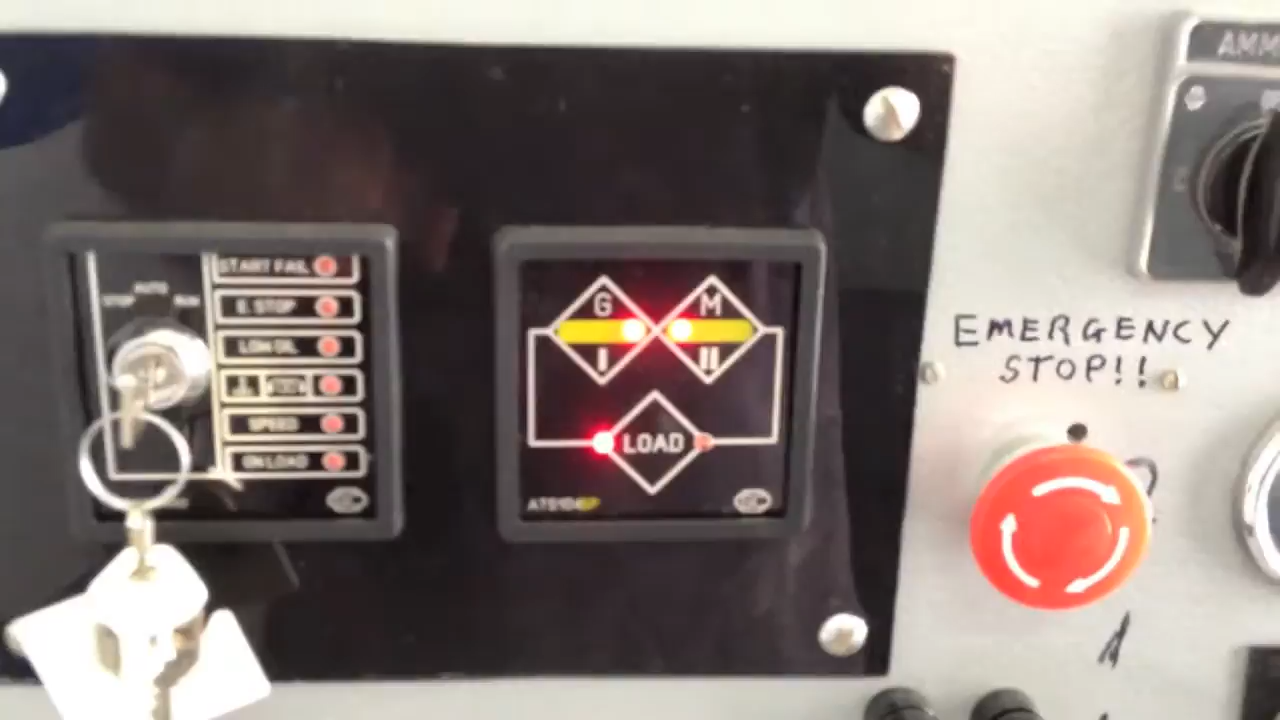 AMM
STOP AUTO RUN
START FAIL
E. STOP
LOW OIL
SPEED
ON LOAD
G M
I II
LOAD
EMERGENCY
STOP!!